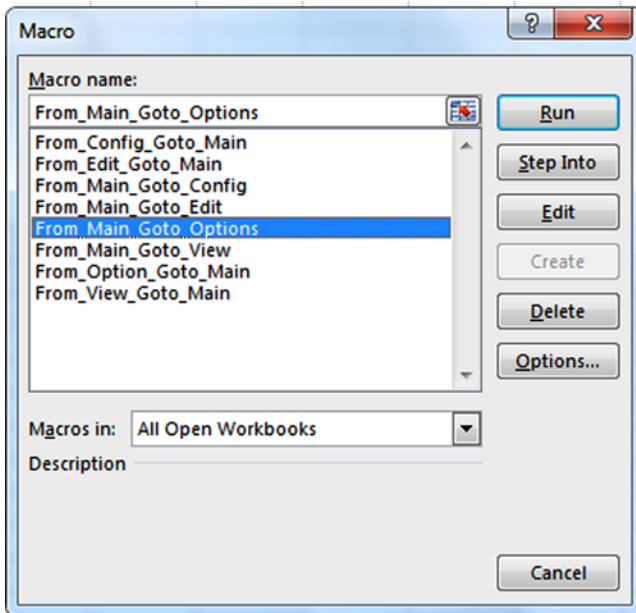 Macro
?
Macro name:
From_Main_Goto_Options
From_Config_Goto_Main
From_Edit_Goto_Main
From_Main_Goto_Config
From_Main_Goto_Edit
From_Main_Goto_Options
From_Main_Goto_View
From_Option_Goto_Main
From_View_Goto_Main
Run
Step Into
Edit
Create
Delete
Options...
Macros in: All Open Workbooks
Description
Cancel